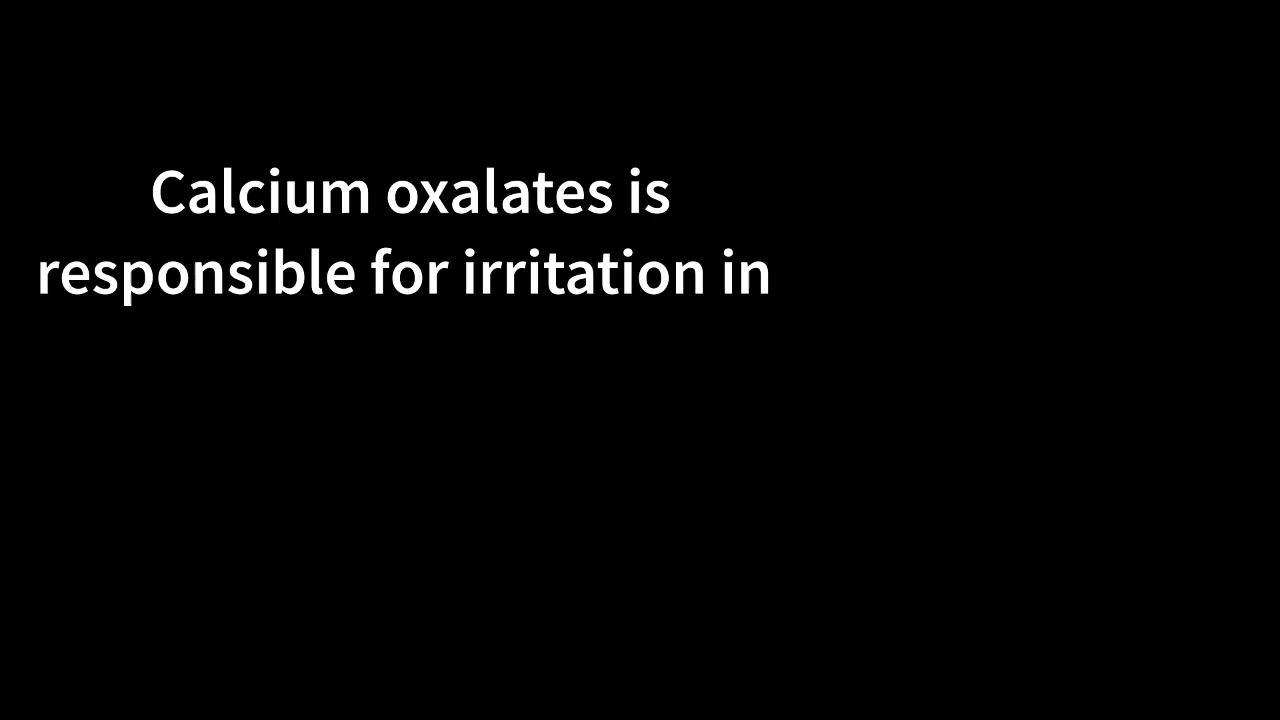 Calcium oxalates is
responsible for irritation in